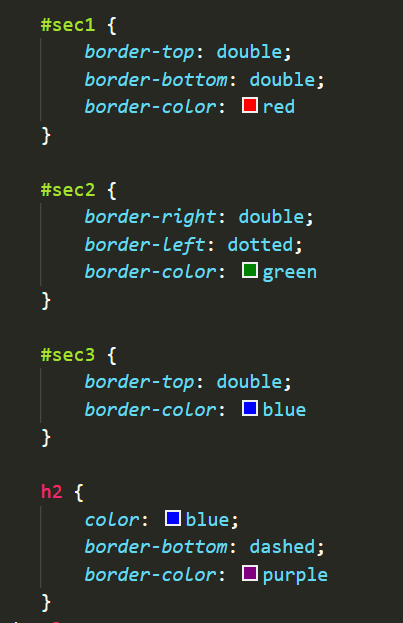 #sec1 {
    border-top: double;
    border-bottom: double;
    border-color: red
}

#sec2 {
    border-right: double;
    border-left: dotted;
    border-color: green
}

#sec3 {
    border-top: double;
    border-color: blue
}

h2 {
    color: blue;
    border-bottom: dashed;
    border-color: purple
}